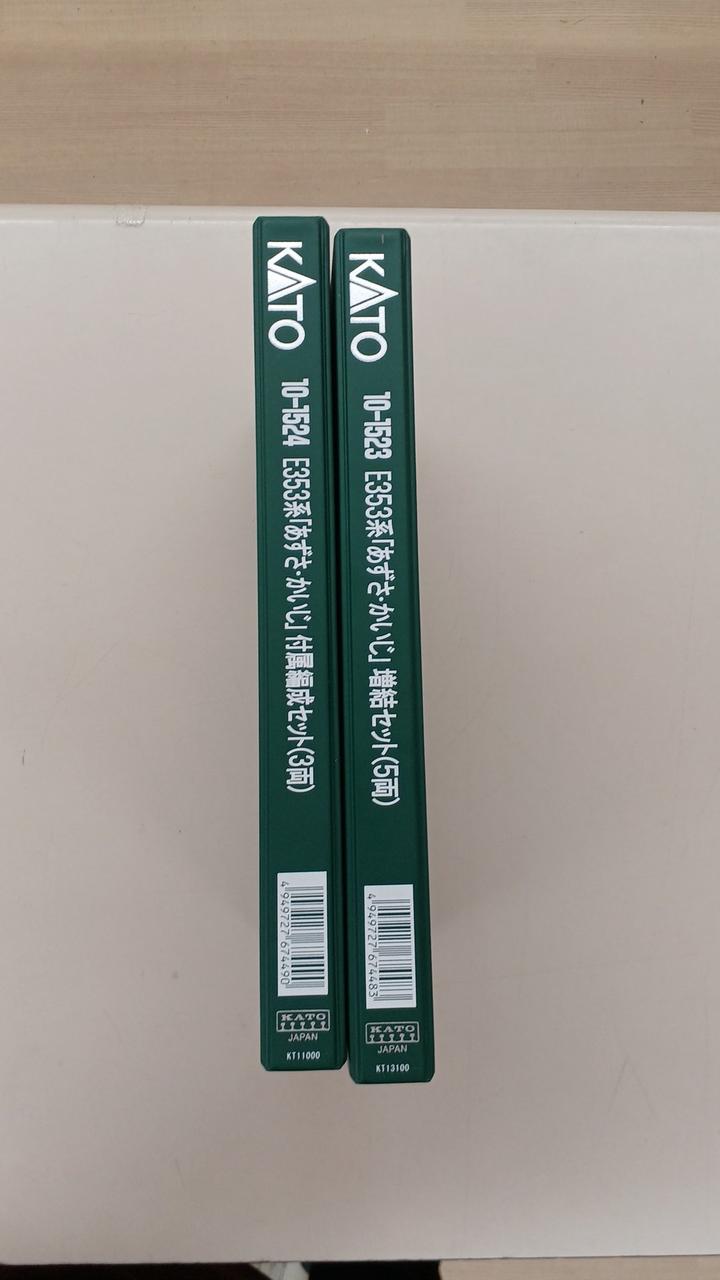 KATO
10-1524 E353系「あずさ・かいじ」付属編成セット(3両)
4949727674490
KATO
JAPAN
KT11000
KATO
10-1523 E353系「あずさ・かいじ」増結セット(5両)
4949727674483
KATO
JAPAN
KT13100